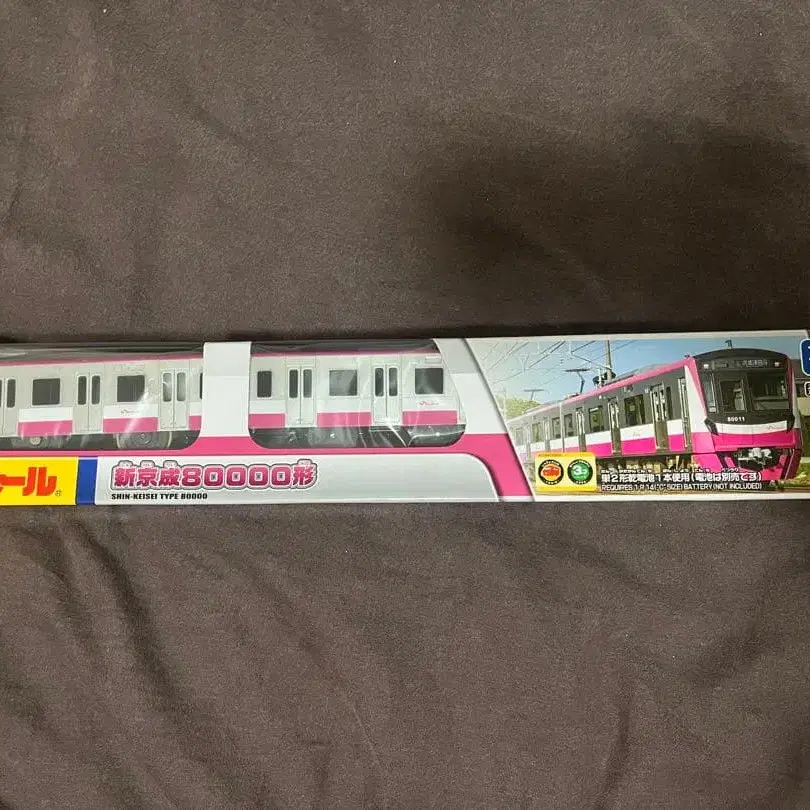 ール
新京成80000形
SHIN-KEISEI TYPE 80000
3
単2形乾電池1本使用(電池は別売です)
REQUIRES 1 R14("C" SIZE) BATTERY (NOT INCLUDED)
80011